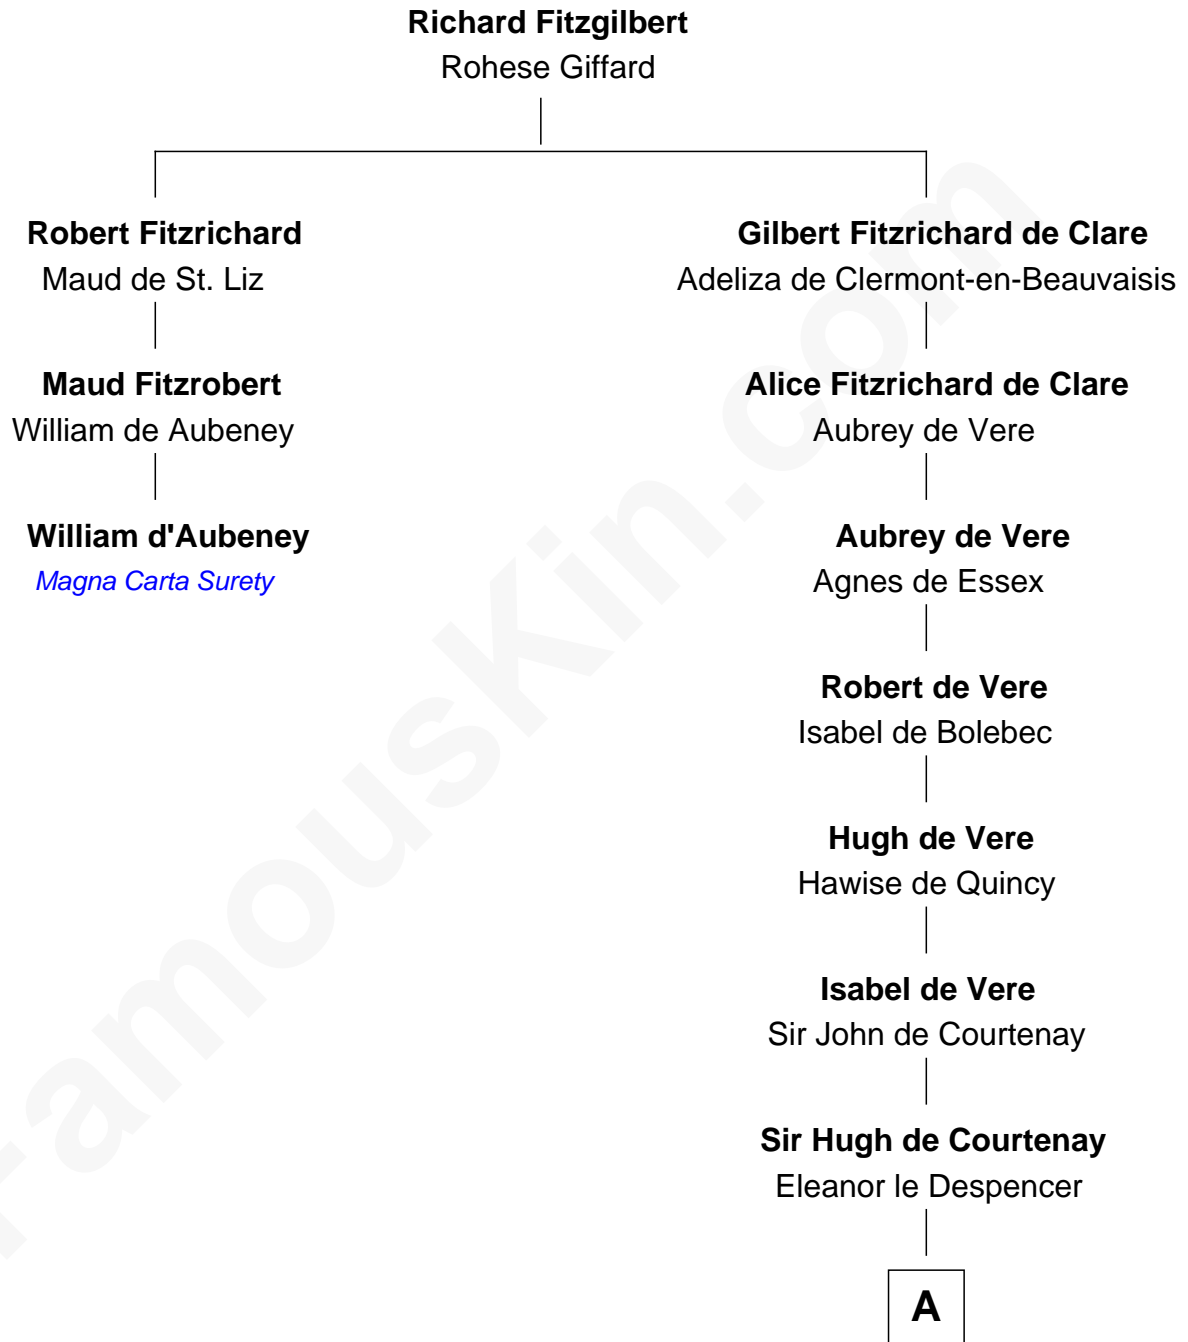 Richard Fitzgilbert
Rohese Giffard
Robert Fitzrichard
Maud de St. Liz
Maud Fitzrobert
William de Aubeney
William d'Aubeney
Magna Carta Surety
Gilbert Fitzrichard de Clare
Adeliza de Clermont-en-Beauvaisis
Alice Fitzrichard de Clare
Aubrey de Vere
Aubrey de Vere
Agnes de Essex
Robert de Vere
Isabel de Bolebec
Hugh de Vere
Hawise de Quincy
Isabel de Vere
Sir John de Courtenay
Sir Hugh de Courtenay
Eleanor le Despencer
A
FamousKin.com